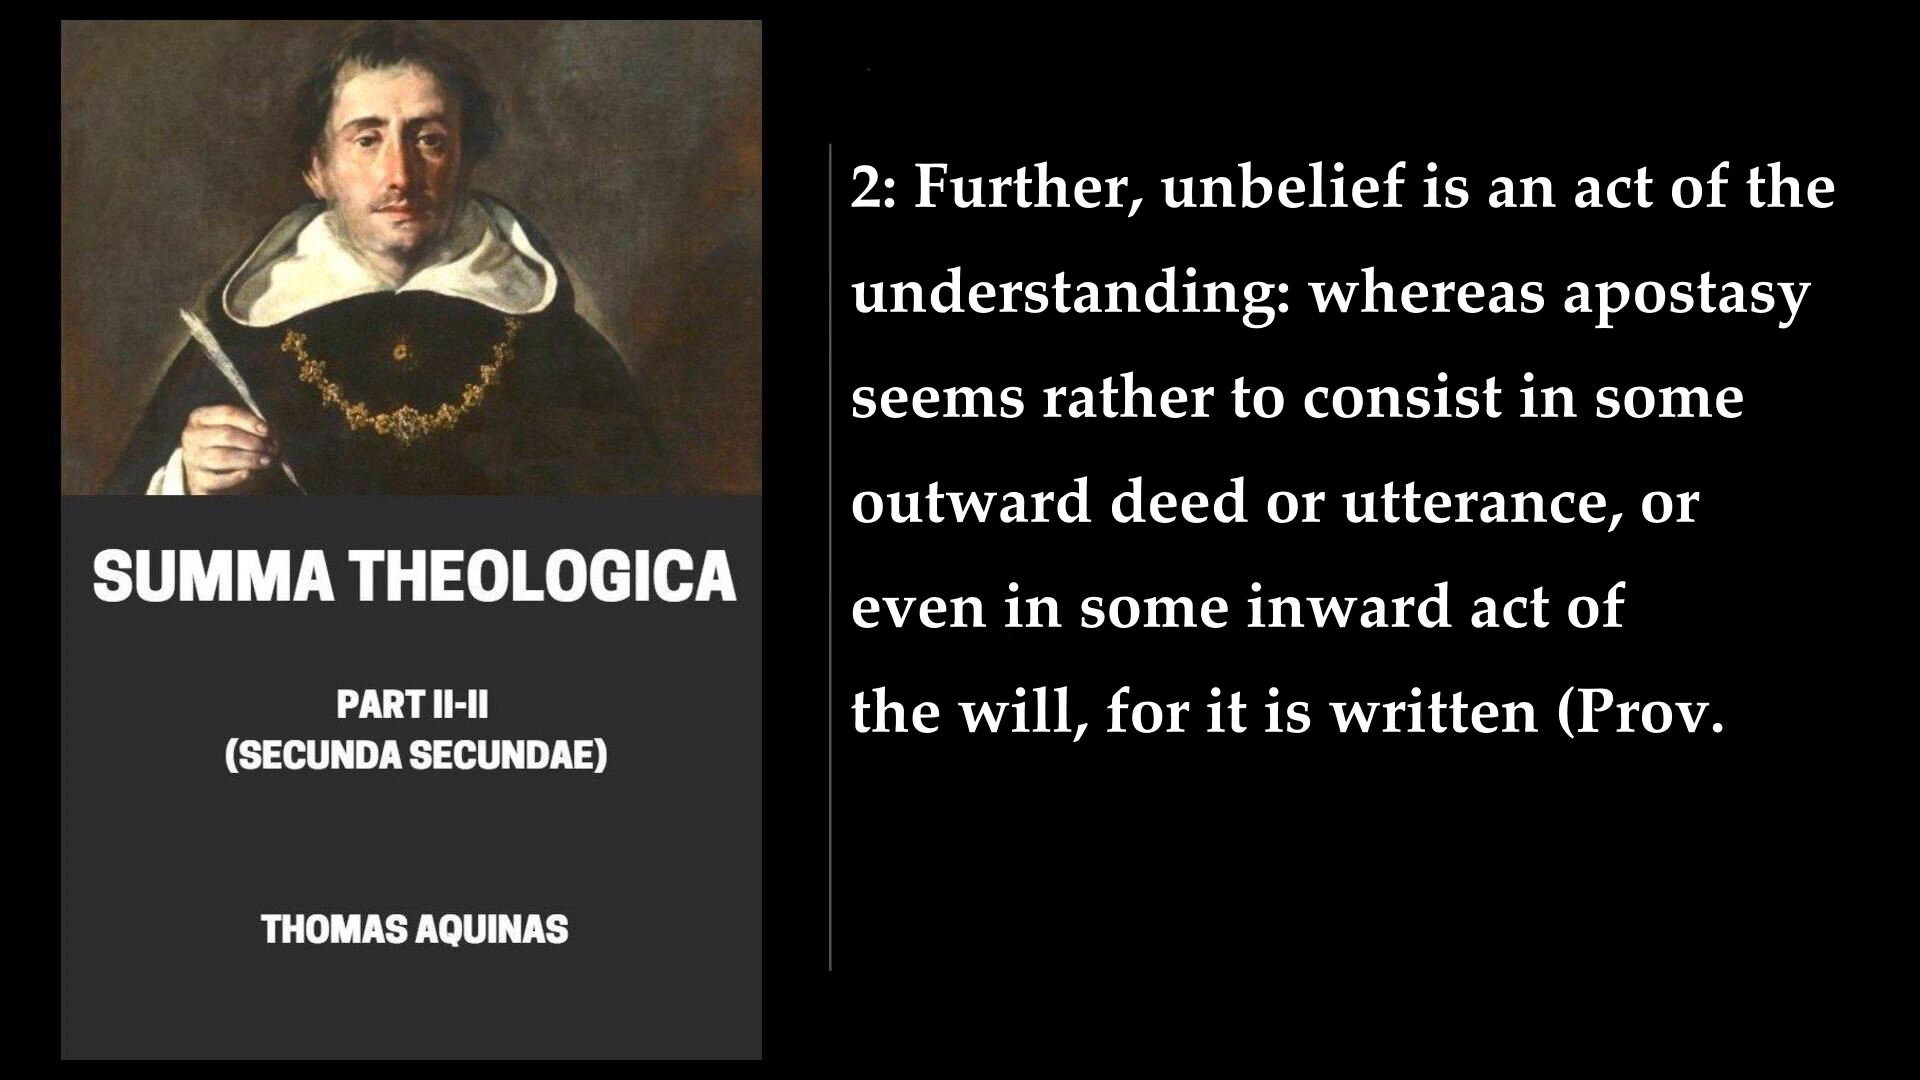 SUMMA THEOLOGICA
PART II-II
(SECUNDA SECUNDAE)
THOMAS AQUINAS
2: Further, unbelief is an act of the
understanding: whereas apostasy
seems rather to consist in some
outward deed or utterance, or
even in some inward act of
the will, for it is written (Prov.